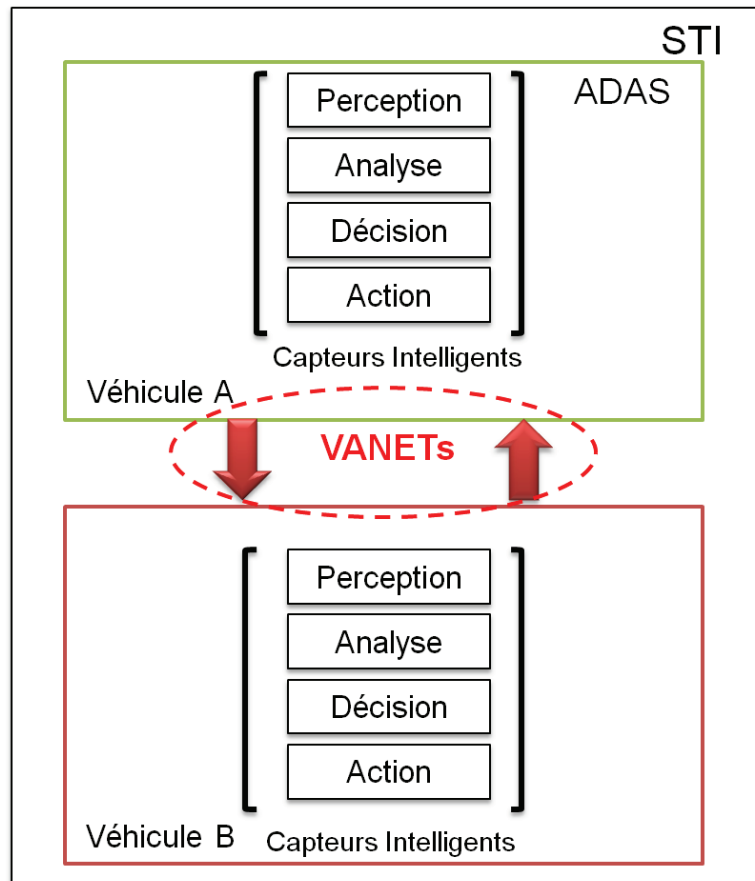 STI
ADAS
Perception
Analyse
Décision
Action
Capteurs Intelligents
Véhicule A
VANETs
Perception
Analyse
Décision
Action
Véhicule B
Capteurs Intelligents